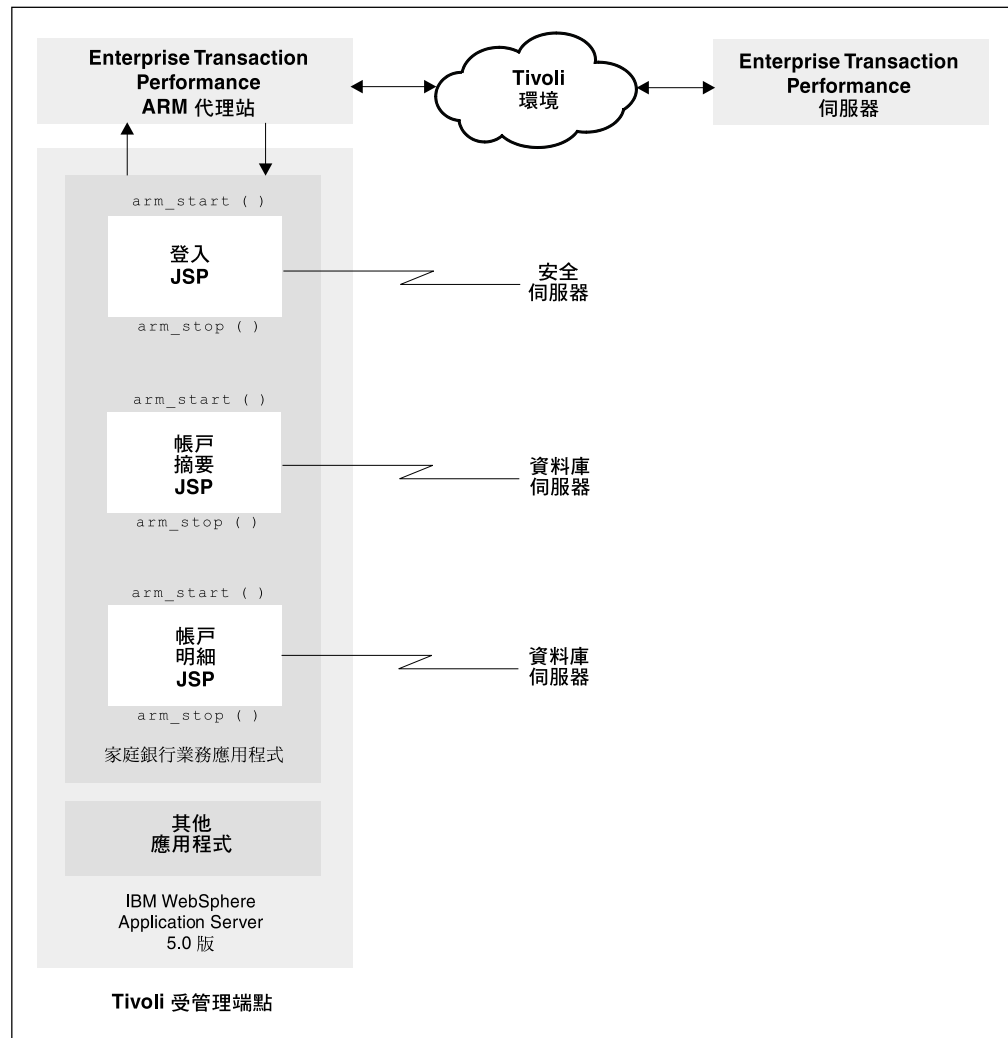 Enterprise Transaction
Performance
ARM 代理站
Tivoli
環境
Enterprise Transaction
Performance
伺服器
arm_start ( )
登入
JSP
arm_stop ( )
安全
伺服器
arm_start ( )
帳戶
摘要
JSP
arm_stop ( )
資料庫
伺服器
arm_start ( )
帳戶
明細
JSP
arm_stop ( )
資料庫
伺服器
家庭銀行業務應用程式
其他
應用程式
IBM WebSphere
Application Server
5.0 版
Tivoli 受管理端點